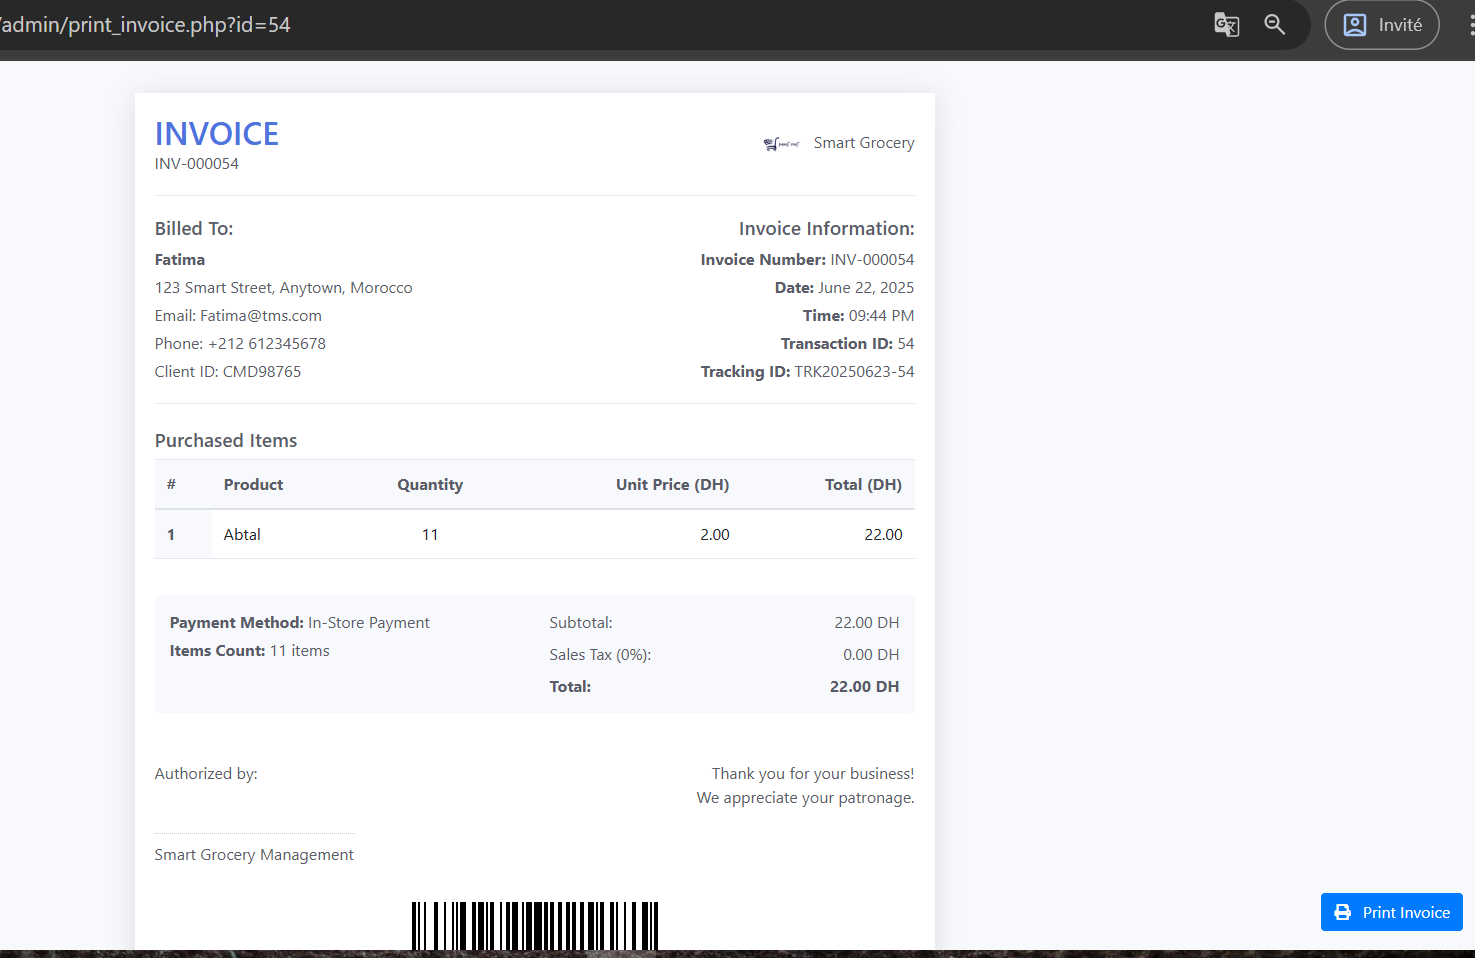 /admin/print_invoice.php?id=54
Invité
INVOICE
INV-000054
Smart Grocery
Billed To:
Fatima
123 Smart Street, Anytown, Morocco
Email: Fatima@tms.com
Phone: +212 612345678
Client ID: CMD98765
Invoice Information:
Invoice Number: INV-000054
Date: June 22, 2025
Time: 09:44 PM
Transaction ID: 54
Tracking ID: TRK20250623-54
Purchased Items
# Product Quantity Unit Price (DH) Total (DH)
1 Abtal 11 2.00 22.00
Payment Method: In-Store Payment
Items Count: 11 items
Subtotal: 22.00 DH
Sales Tax (0%): 0.00 DH
Total: 22.00 DH
Authorized by:
Smart Grocery Management
Thank you for your business!
We appreciate your patronage.
Print Invoice